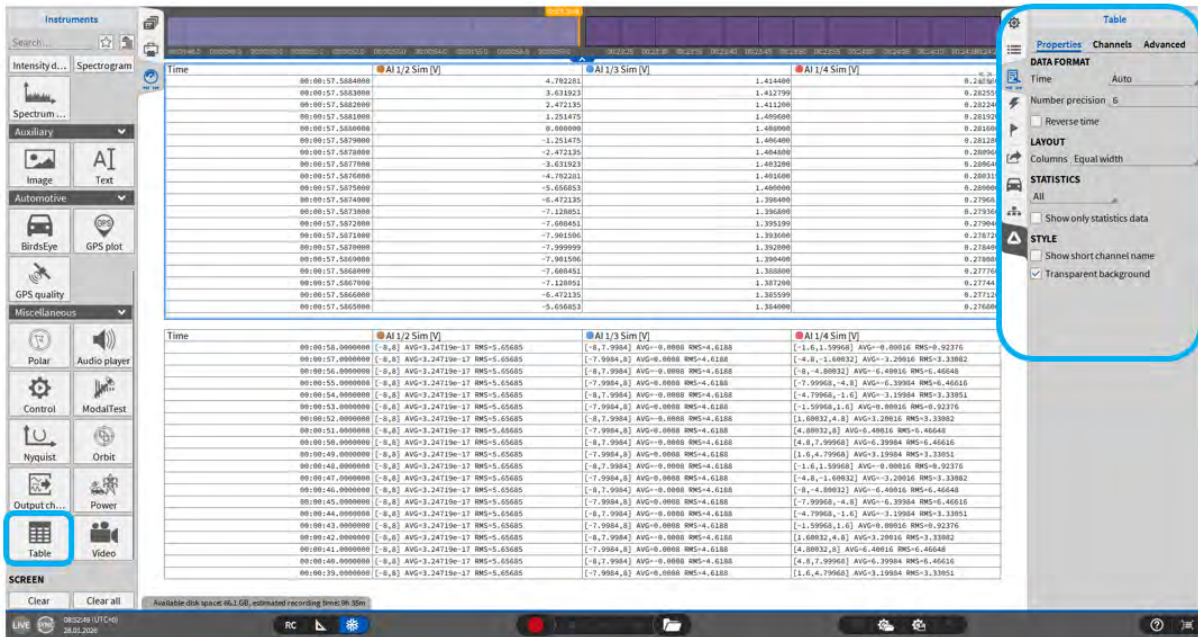 Instruments
Search...
Intensity d... Spectrogram
Spectrum ...
Auxiliary
Image Text
Automotive
BirdsEye GPS plot
GPS
GPS quality
Miscellaneous
Polar Audio player
Control ModalTest
Nyquist Orbit
Output ch... Power
Table Video
SCREEN
Clear Clear all
LIVE SYNC 08:52:49 (UTC+0)
28.01.2026
Time AI 1/2 Sim [V] AI 1/3 Sim [V] AI 1/4 Sim [V]
00:00:57.5884000 4.702281 1.414400
00:00:57.5883000 3.631923 1.412799
00:00:57.5882000 2.472135 1.411200
00:00:57.5881000 1.251475 1.409600
00:00:57.5880000 0.000000 1.408000
00:00:57.5879000 -1.251475 1.406400
00:00:57.5878000 -2.472135 1.404800
00:00:57.5877000 -3.631923 1.403200
00:00:57.5876000 -4.702281 1.401600
00:00:57.5875000 -5.656853 1.400000
00:00:57.5874000 -6.472135 1.398400
00:00:57.5873000 -7.128051 1.396800
00:00:57.5872000 -7.608451 1.395199
00:00:57.5871000 -7.901506 1.393600
00:00:57.5870000 -7.999999 1.392000
00:00:57.5869000 -7.901506 1.390400
00:00:57.5868000 -7.608451 1.388800
00:00:57.5867000 -7.128051 1.387200
00:00:57.5866000 -6.472135 1.385599
00:00:57.5865000 -5.656853 1.384000
Time AI 1/2 Sim [V] AI 1/3 Sim [V] AI 1/4 Sim [V]
00:00:58.0000000 [-8,8] AVG=3.24719e-17 RMS=5.65685 [-8,7.9984] AVG=-0.0008 RMS=4.6188 [-1.6,1.59968] AVG=-0.00016 RMS=0.92376
00:00:57.0000000 [-8,8] AVG=3.24719e-17 RMS=5.65685 [-7.9984,8] AVG=0.0008 RMS=4.6188 [-4.8,-1.60032] AVG=-3.20016 RMS=3.33082
00:00:56.0000000 [-8,8] AVG=3.24719e-17 RMS=5.65685 [-8,7.9984] AVG=-0.0008 RMS=4.6188 [-8,-4.80032] AVG=-6.40016 RMS=6.46648
00:00:55.0000000 [-8,8] AVG=3.24719e-17 RMS=5.65685 [-7.9984,8] AVG=0.0008 RMS=4.6188 [-7.99968,-4.8] AVG=-6.39984 RMS=6.46616
00:00:54.0000000 [-8,8] AVG=3.24719e-17 RMS=5.65685 [-8,7.9984] AVG=-0.0008 RMS=4.6188 [-4.79968,-1.6] AVG=-3.19984 RMS=3.33051
00:00:53.0000000 [-8,8] AVG=3.24719e-17 RMS=5.65685 [-7.9984,8] AVG=0.0008 RMS=4.6188 [-1.59968,1.6] AVG=0.00016 RMS=0.92376
00:00:52.0000000 [-8,8] AVG=3.24719e-17 RMS=5.65685 [-8,7.9984] AVG=-0.0008 RMS=4.6188 [1.60032,4.8] AVG=3.20016 RMS=3.33082
00:00:51.0000000 [-8,8] AVG=3.24719e-17 RMS=5.65685 [-7.9984,8] AVG=0.0008 RMS=4.6188 [4.80032,8] AVG=6.40016 RMS=6.46648
00:00:50.0000000 [-8,8] AVG=3.24719e-17 RMS=5.65685 [-8,7.9984] AVG=-0.0008 RMS=4.6188 [4.8,7.99968] AVG=6.39984 RMS=6.46616
00:00:49.0000000 [-8,8] AVG=3.24719e-17 RMS=5.65685 [-7.9984,8] AVG=0.0008 RMS=4.6188 [1.6,4.79968] AVG=3.19984 RMS=3.33051
00:00:48.0000000 [-8,8] AVG=3.24719e-17 RMS=5.65685 [-8,7.9984] AVG=-0.0008 RMS=4.6188 [-1.6,1.59968] AVG=-0.00016 RMS=0.92376
00:00:47.0000000 [-8,8] AVG=3.24719e-17 RMS=5.65685 [-7.9984,8] AVG=0.0008 RMS=4.6188 [-4.8,-1.60032] AVG=-3.20016 RMS=3.33082
00:00:46.0000000 [-8,8] AVG=3.24719e-17 RMS=5.65685 [-8,7.9984] AVG=-0.0008 RMS=4.6188 [-8,-4.80032] AVG=-6.40016 RMS=6.46648
00:00:45.0000000 [-8,8] AVG=3.24719e-17 RMS=5.65685 [-7.9984,8] AVG=0.0008 RMS=4.6188 [-7.99968,-4.8] AVG=-6.39984 RMS=6.46616
00:00:44.0000000 [-8,8] AVG=3.24719e-17 RMS=5.65685 [-8,7.9984] AVG=-0.0008 RMS=4.6188 [-4.79968,-1.6] AVG=-3.19984 RMS=3.33051
00:00:43.0000000 [-8,8] AVG=3.24719e-17 RMS=5.65685 [-7.9984,8] AVG=0.0008 RMS=4.6188 [-1.59968,1.6] AVG=0.00016 RMS=0.92376
00:00:42.0000000 [-8,8] AVG=3.24719e-17 RMS=5.65685 [-8,7.9984] AVG=-0.0008 RMS=4.6188 [1.60032,4.8] AVG=3.20016 RMS=3.33082
00:00:41.0000000 [-8,8] AVG=3.24719e-17 RMS=5.65685 [-7.9984,8] AVG=0.0008 RMS=4.6188 [4.80032,8] AVG=6.40016 RMS=6.46648
00:00:40.0000000 [-8,8] AVG=3.24719e-17 RMS=5.65685 [-8,7.9984] AVG=-0.0008 RMS=4.6188 [4.8,7.99968] AVG=6.39984 RMS=6.46616
00:00:39.0000000 [-8,8] AVG=3.24719e-17 RMS=5.65685 [-7.9984,8] AVG=0.0008 RMS=4.6188 [1.6,4.79968] AVG=3.19984 RMS=3.33051
Available disk space: 46.1 GB, estimated recording time: 9h 35m
RC
Table
Properties Channels Advanced
DATA FORMAT
Time Auto
Number precision 6
Reverse time
LAYOUT
Columns Equal width
STATISTICS
All
Show only statistics data
STYLE
Show short channel name
Transparent background